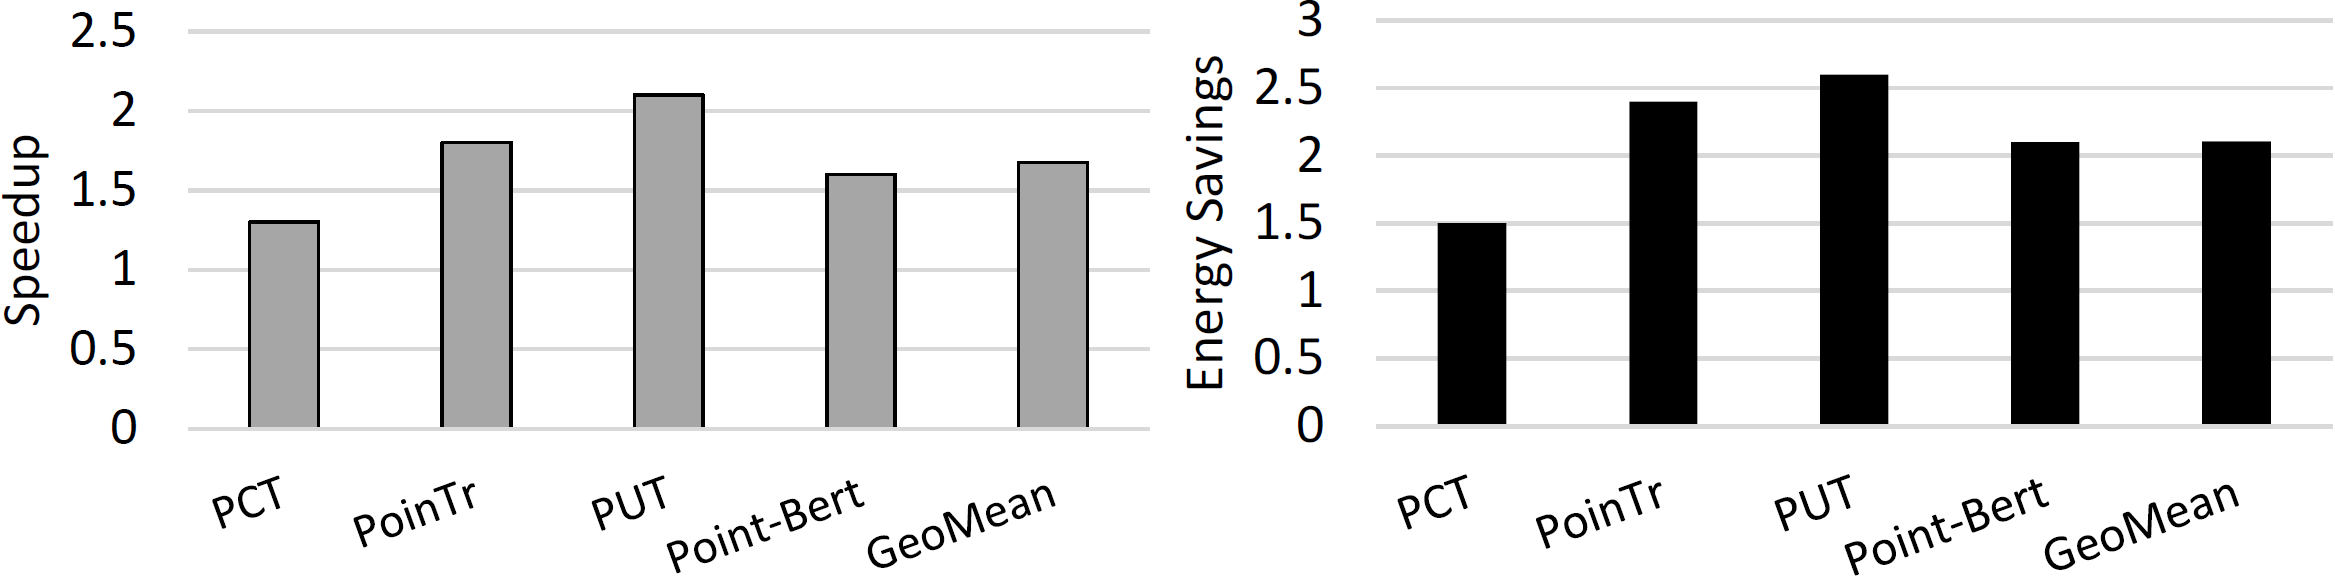 Speedup
2.5
2
1.5
1
0.5
0
PCT
PoinTr
PUT
Point-Bert
GeoMean
Energy Savings
3
2.5
2
1.5
1
0.5
0
PCT
PoinTr
PUT
Point-Bert
GeoMean